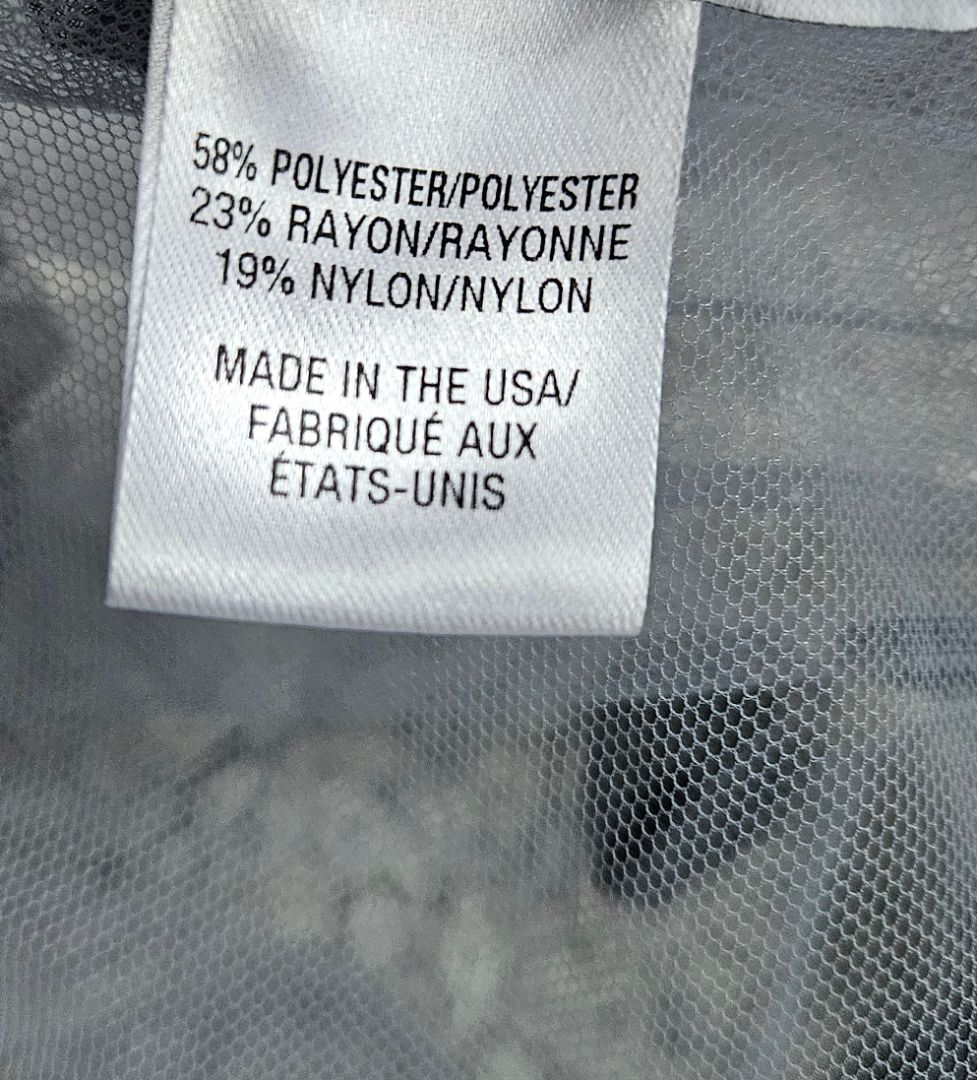 58% POLYESTER/POLYESTER
23% RAYON/RAYONNE
19% NYLON/NYLON
MADE IN THE USA/
FABRIQUÉ AUX
ÉTATS-UNIS